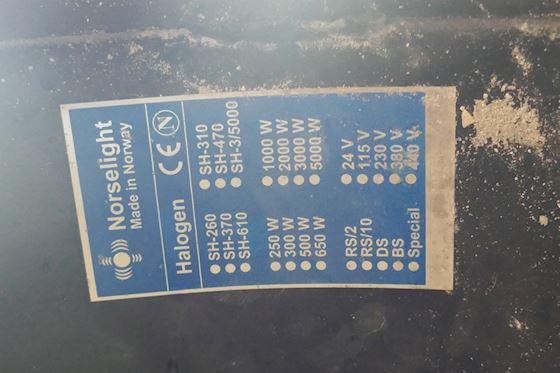 Norselight
Made in Norway
Halogen CE N
SH-260 SH-310
SH-370 SH-470
SH-610 SH-3/5000
250 W 1000 W
300 W 2000 W
500 W 3000 W
650 W 5000 W
RS/2 24 V
RS/10 115 V
DS 230 V
BS 380 V
Special 440 V